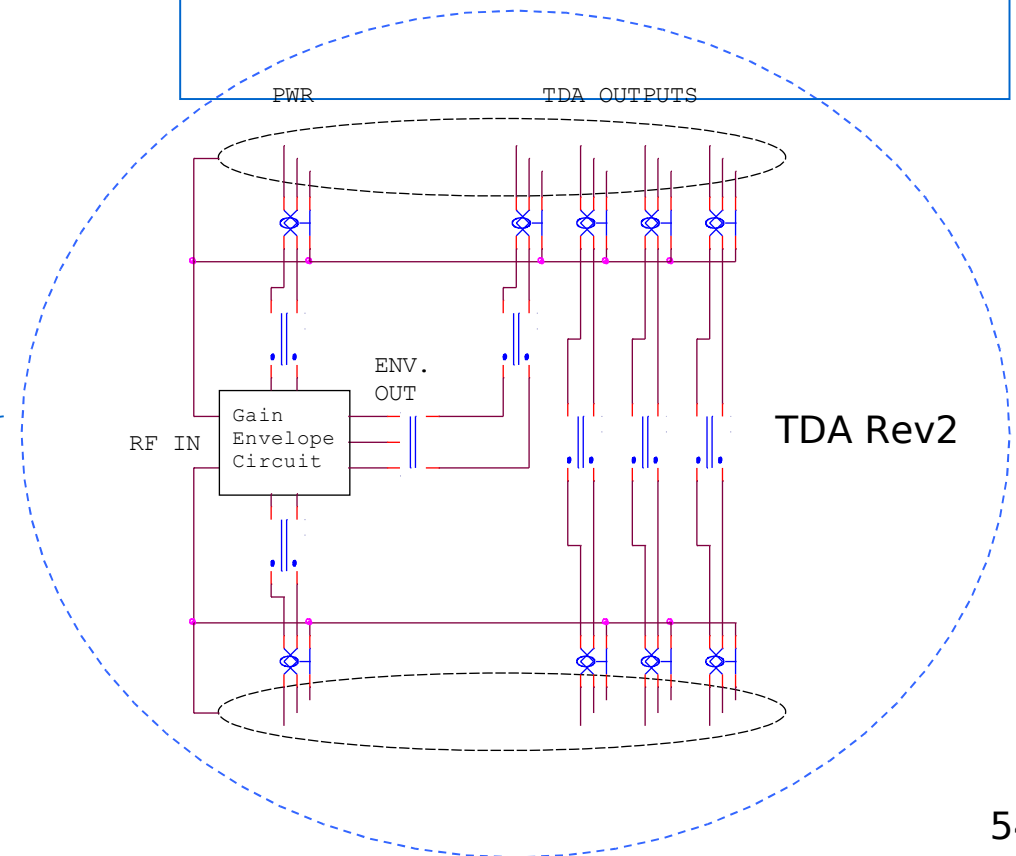 PWR
TDA OUTPUTS
ENV.
OUT
RF IN
Gain
Envelope
Circuit
TDA Rev2